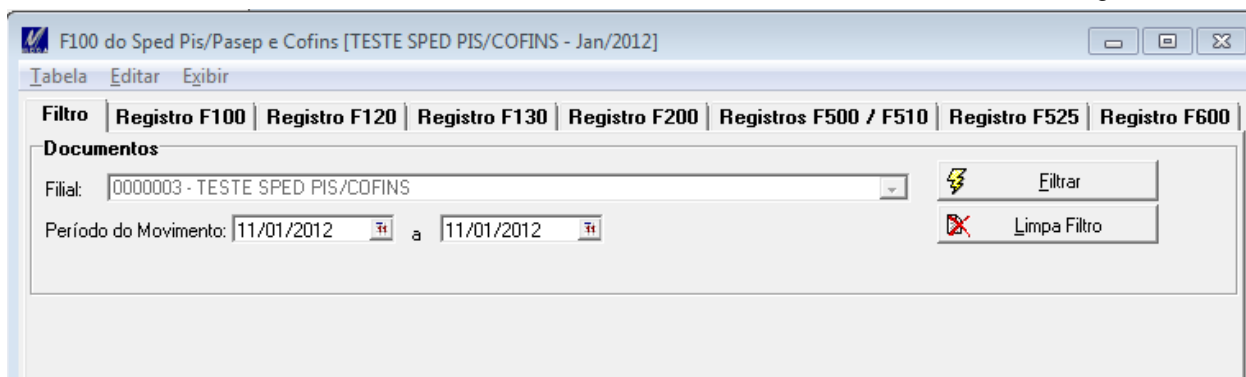 F100 do Sped Pis/Pasep e Cofins [TESTE SPED PIS/COFINS - Jan/2012]
Tabela Editar Exibir
Filtro Registro F100 Registro F120 Registro F130 Registro F200 Registros F500 / F510 Registro F525 Registro F600
Documentos
Filial: 0000003 - TESTE SPED PIS/COFINS Filtrar
Período do Movimento: 11/01/2012 a 11/01/2012 Limpa Filtro